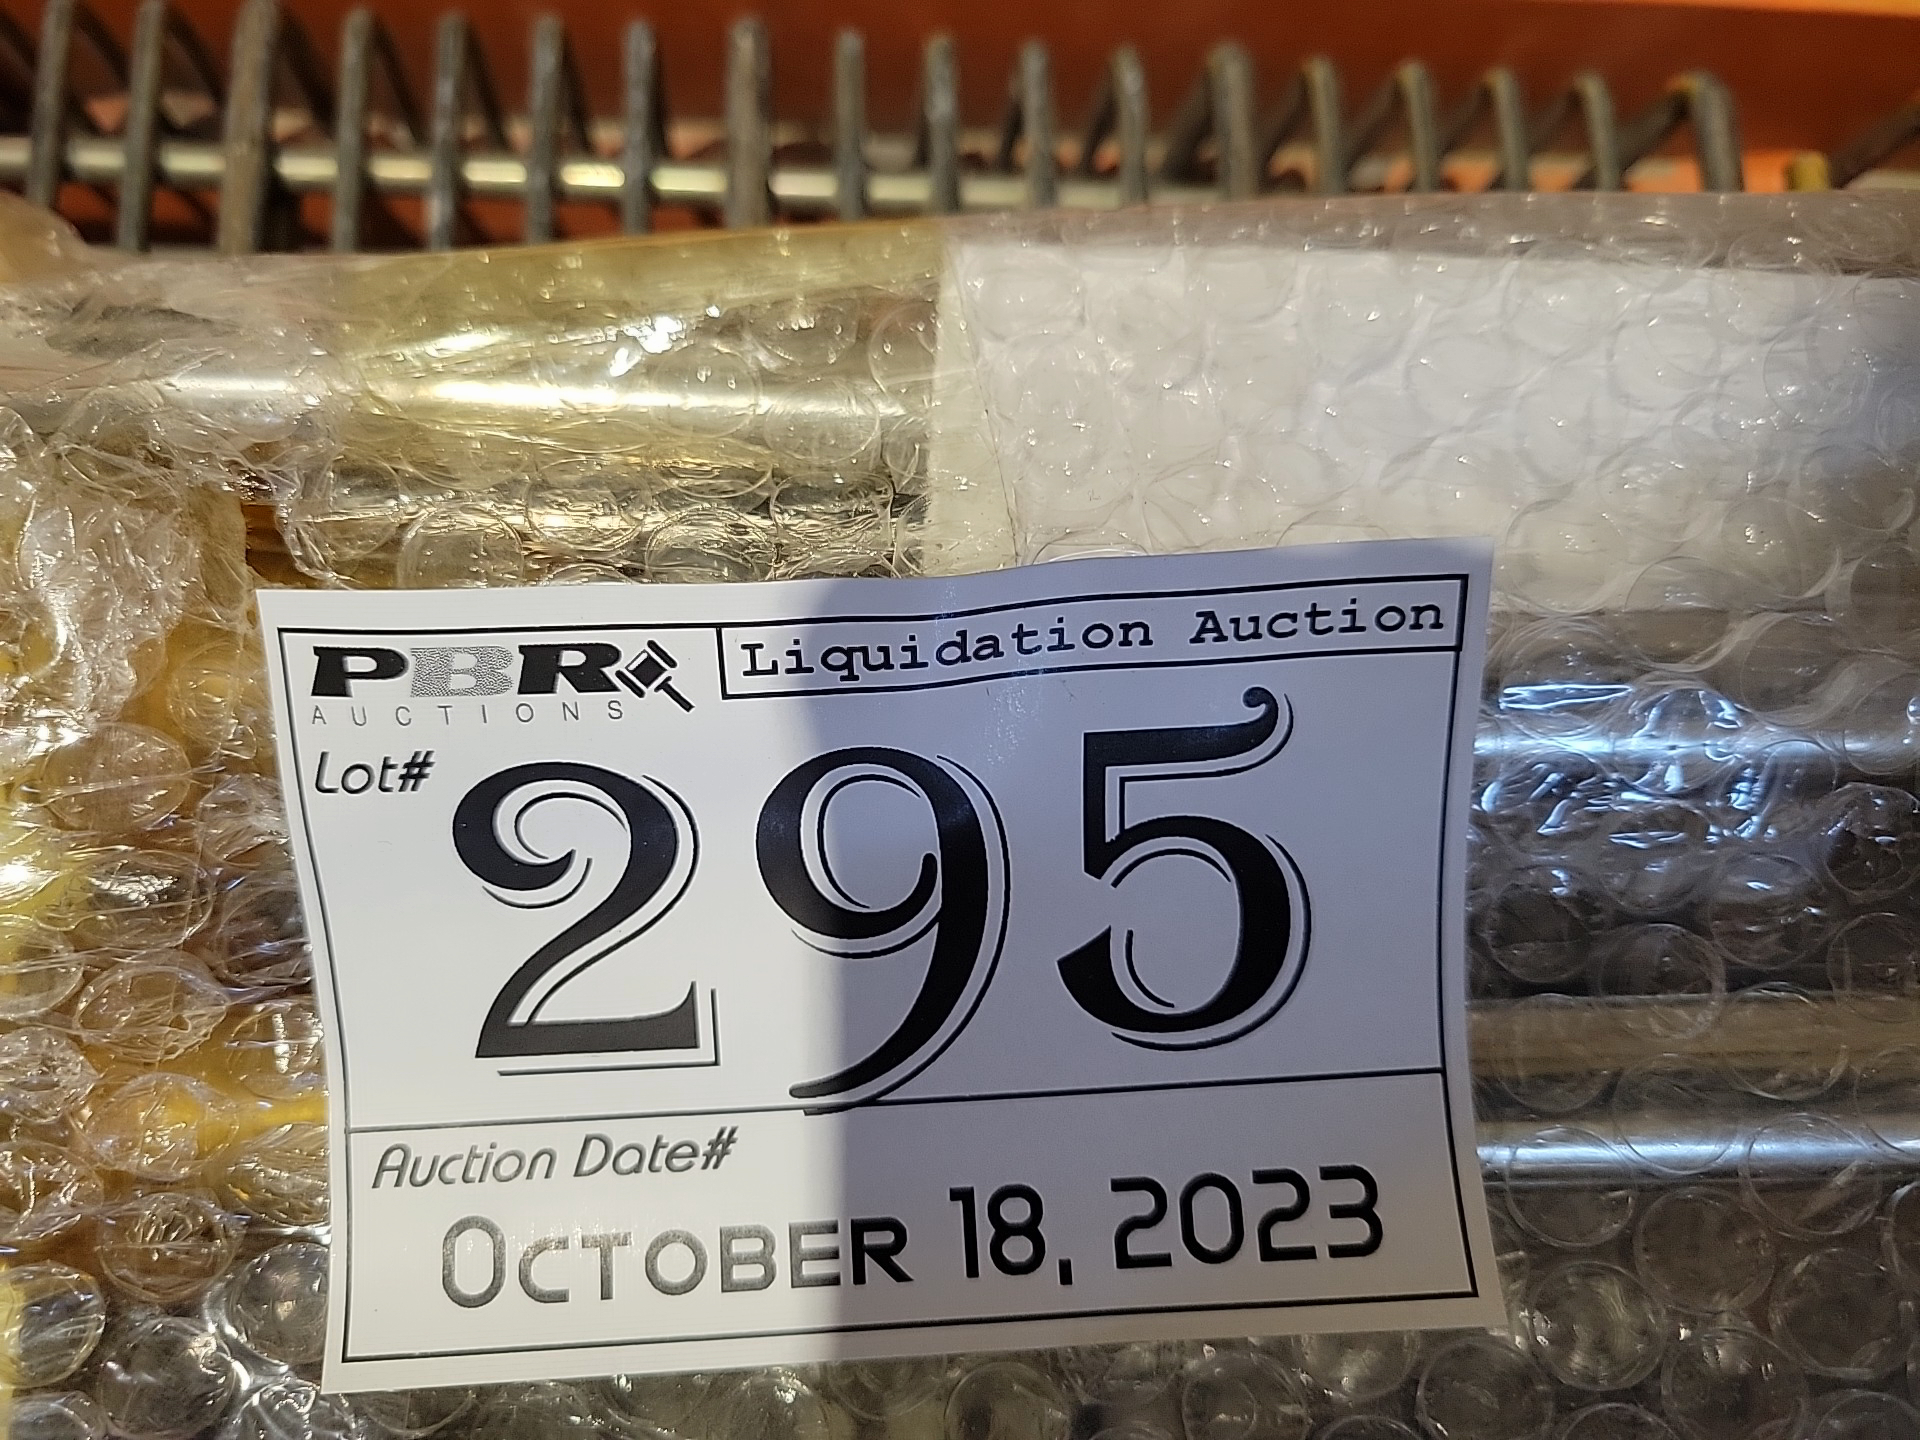 PBR
AUCTIONS
Liquidation Auction
Lot#
295
Auction Date#
OCTOBER 18, 2023